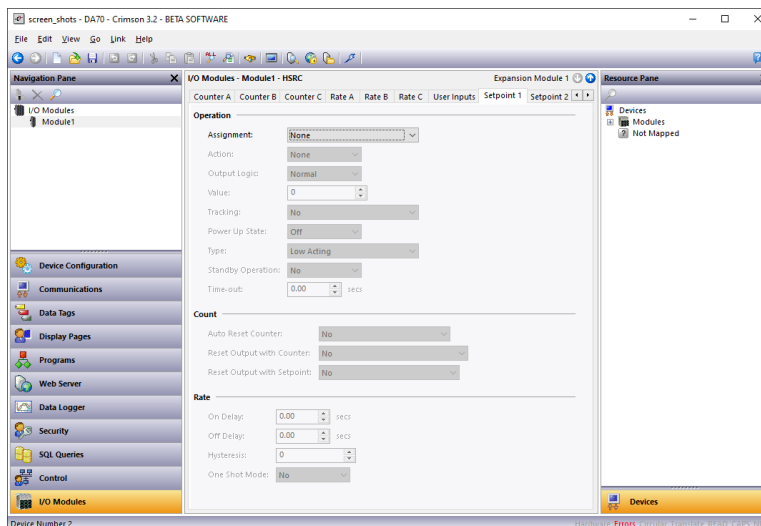 screen_shots - DA70 - Crimson 3.2 - BETA SOFTWARE
File Edit View Go Link Help
Navigation Pane
I/O Modules
Module1
Device Configuration
Communications
Data Tags
Display Pages
Programs
Web Server
Data Logger
Security
SQL Queries
Control
I/O Modules
I/O Modules - Module1 - HSRC
Expansion Module 1
Counter A Counter B Counter C Rate A Rate B Rate C User Inputs Setpoint 1 Setpoint 2
Operation
Assignment: None
Action: None
Output Logic: Normal
Value: 0
Tracking: No
Power Up State: Off
Type: Low Acting
Standby Operation: No
Time-out: 0.00 secs
Count
Auto Reset Counter: No
Reset Output with Counter: No
Reset Output with Setpoint: No
Rate
On Delay: 0.00 secs
Off Delay: 0.00 secs
Hysteresis: 0
One Shot Mode: No
Resource Pane
Devices
Modules
Not Mapped
Devices
Device Number 2
Hardware Errors Circular Translate READ CAPS